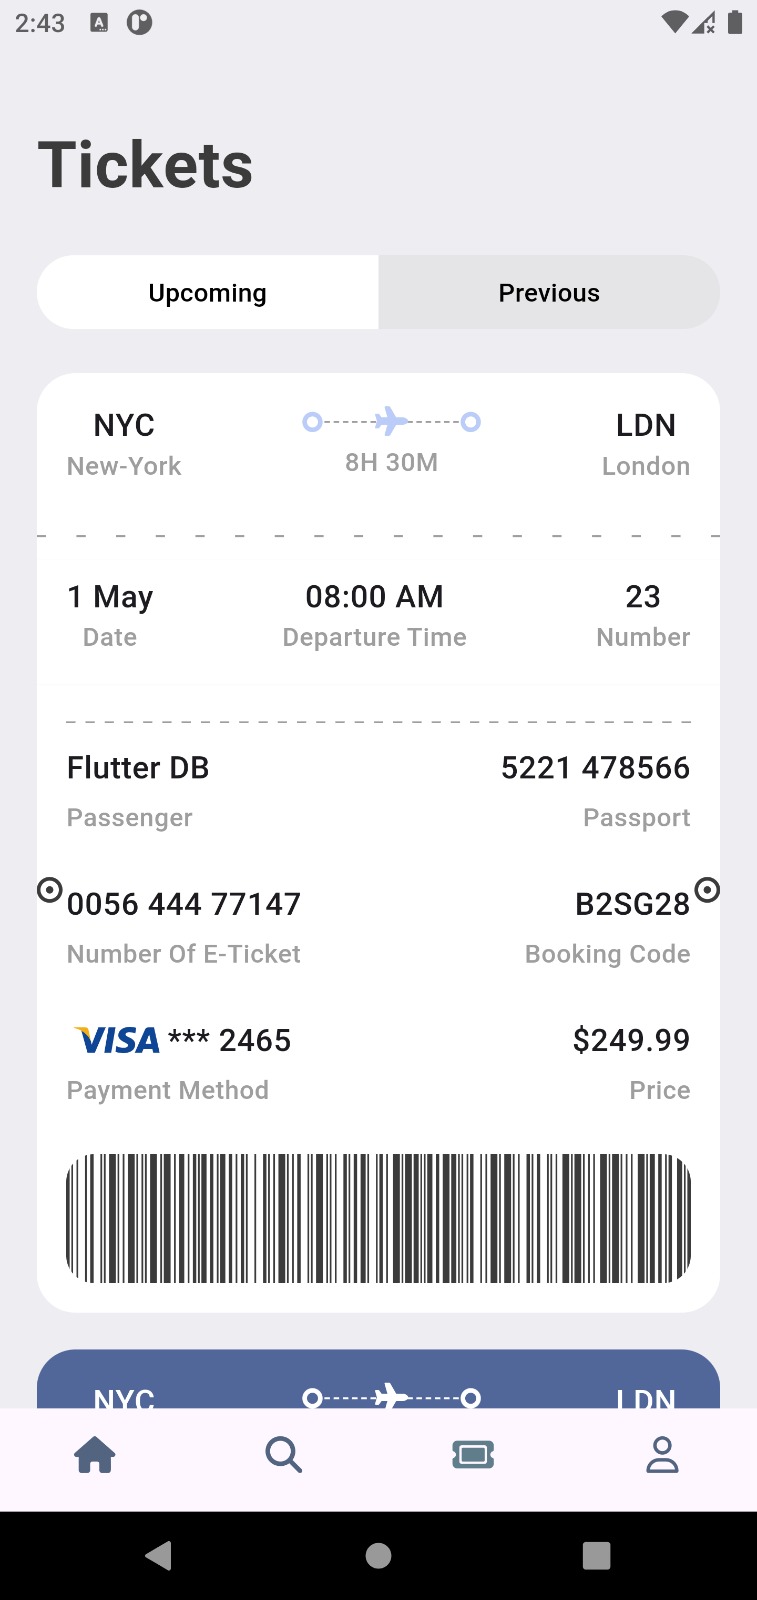 2:43
Tickets
Upcoming Previous
NYC LDN
New-York 8H 30M London
1 May 08:00 AM 23
Date Departure Time Number
Flutter DB 5221 478566
Passenger Passport
0056 444 77147 B2SG28
Number Of E-Ticket Booking Code
VISA *** 2465 $249.99
Payment Method Price
NYC LDN